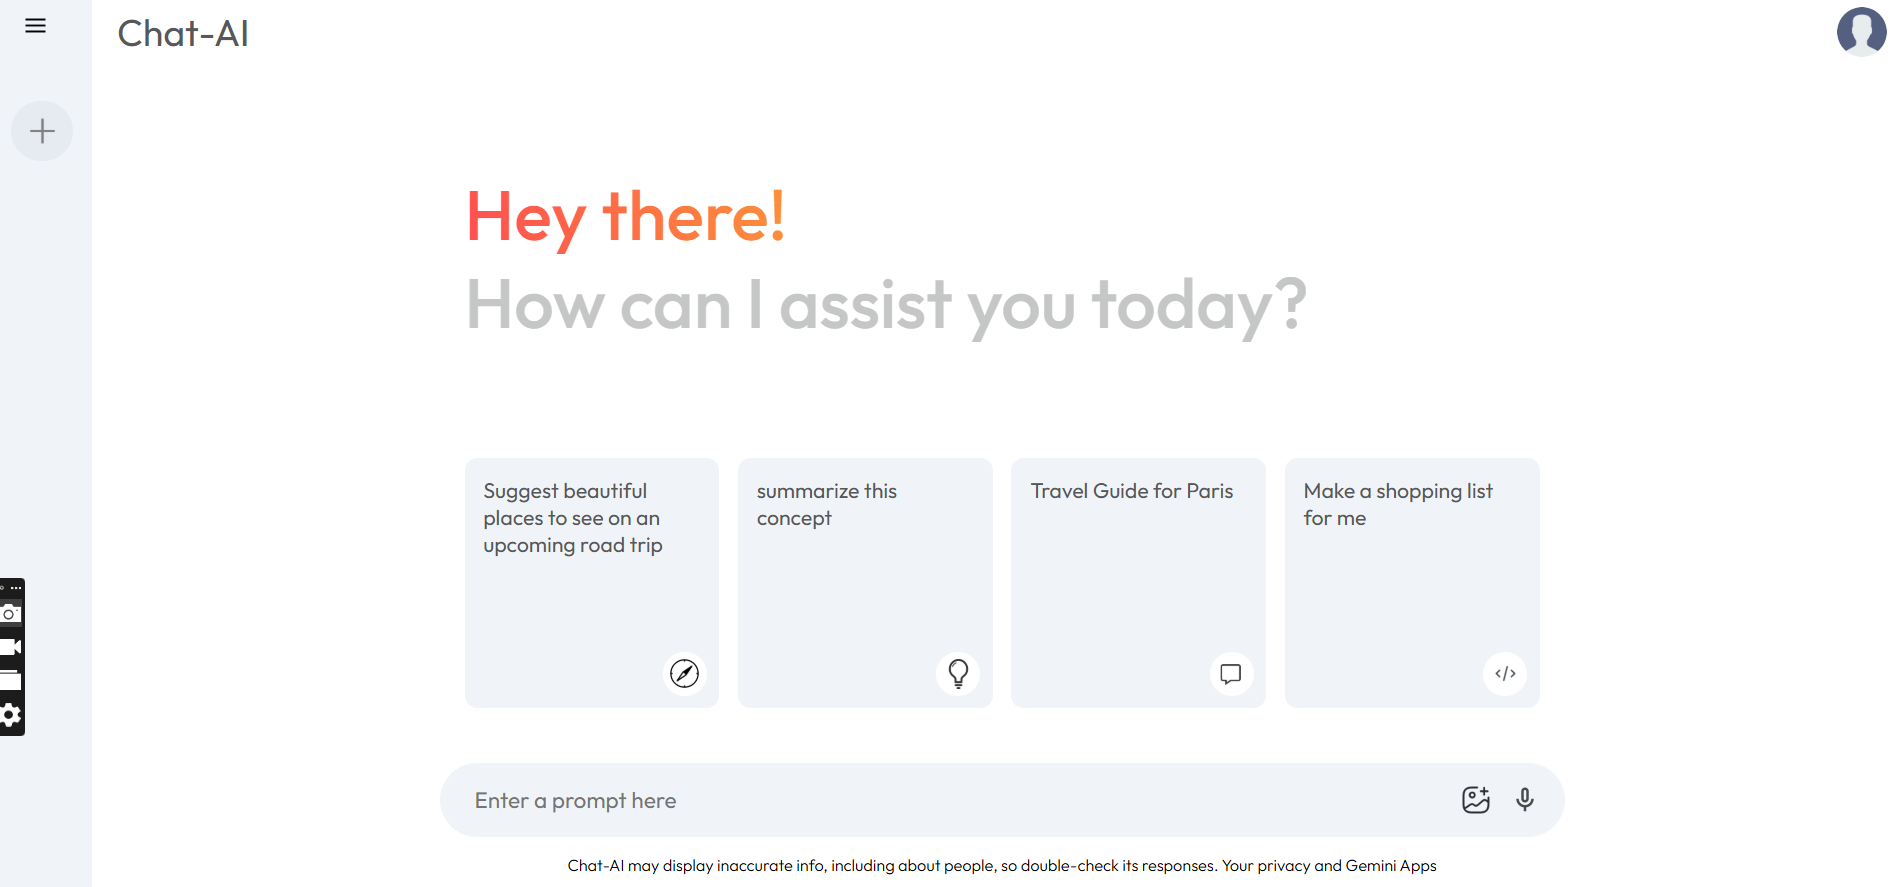 Chat-AI
Hey there!
How can I assist you today?
Suggest beautiful
places to see on an
upcoming road trip
summarize this
concept
Travel Guide for Paris
Make a shopping list
for me
Enter a prompt here
Chat-AI may display inaccurate info, including about people, so double-check its responses. Your privacy and Gemini Apps